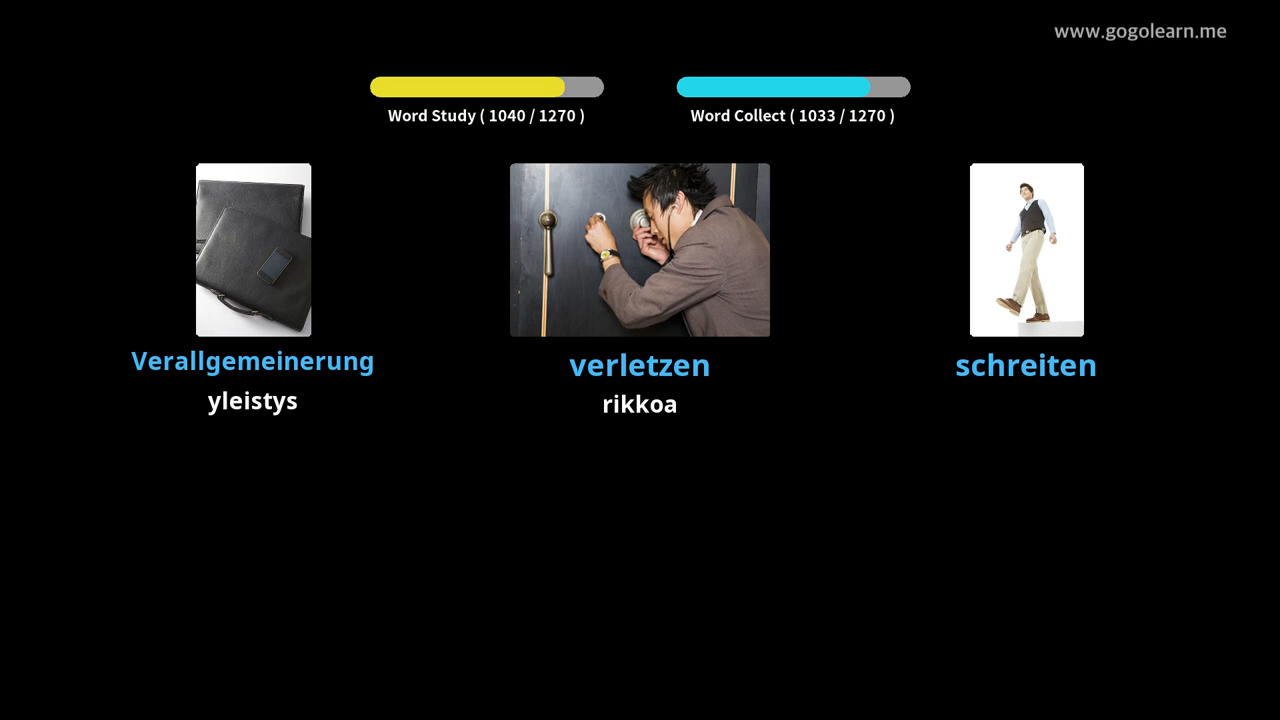 www.gogolearn.me
Word Study ( 1040 / 1270 )
Word Collect ( 1033 / 1270 )
Verallgemeinerung
yleistys
verletzen
rikkoa
schreiten